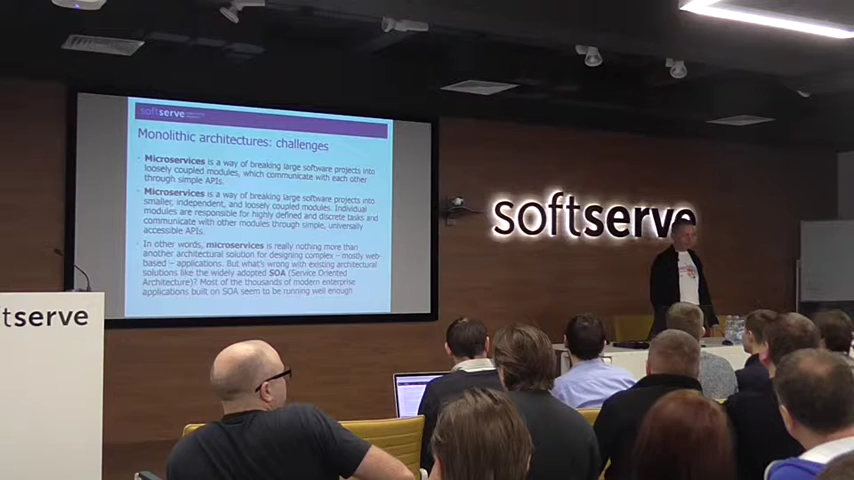 softserve
Monolithic architectures: challenges
Microservices is a way of breaking large software projects into
loosely coupled modules, which communicate with each other
through simple APIs.
Microservices is a way of breaking large software projects into
smaller, independent, and loosely coupled modules. Individual
modules are responsible for highly defined and discrete tasks and
communicate with other modules through simple, universally
accessible APIs.
In other words, microservices is really nothing more than
another architectural solution for designing complex – mostly web-
based – applications. But what's wrong with existing architectural
solutions like the widely adopted SOA (Service Oriented
Architecture)? Most of the thousands of modern enterprise
applications built on SOA seem to be running well enough
softserve
tserve